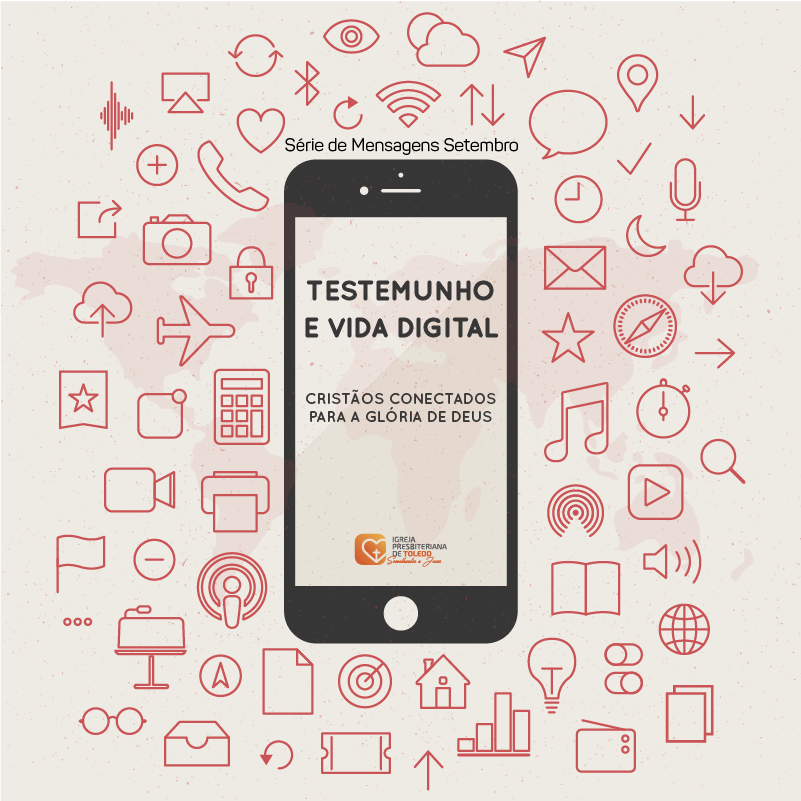 Série de Mensagens Setembro
TESTEMUNHO
E VIDA DIGITAL
CRISTÃOS CONECTADOS
PARA A GLÓRIA DE DEUS
IGREJA
PRESBITERIANA
DE TOLEDO
Semelhantes a Jesus